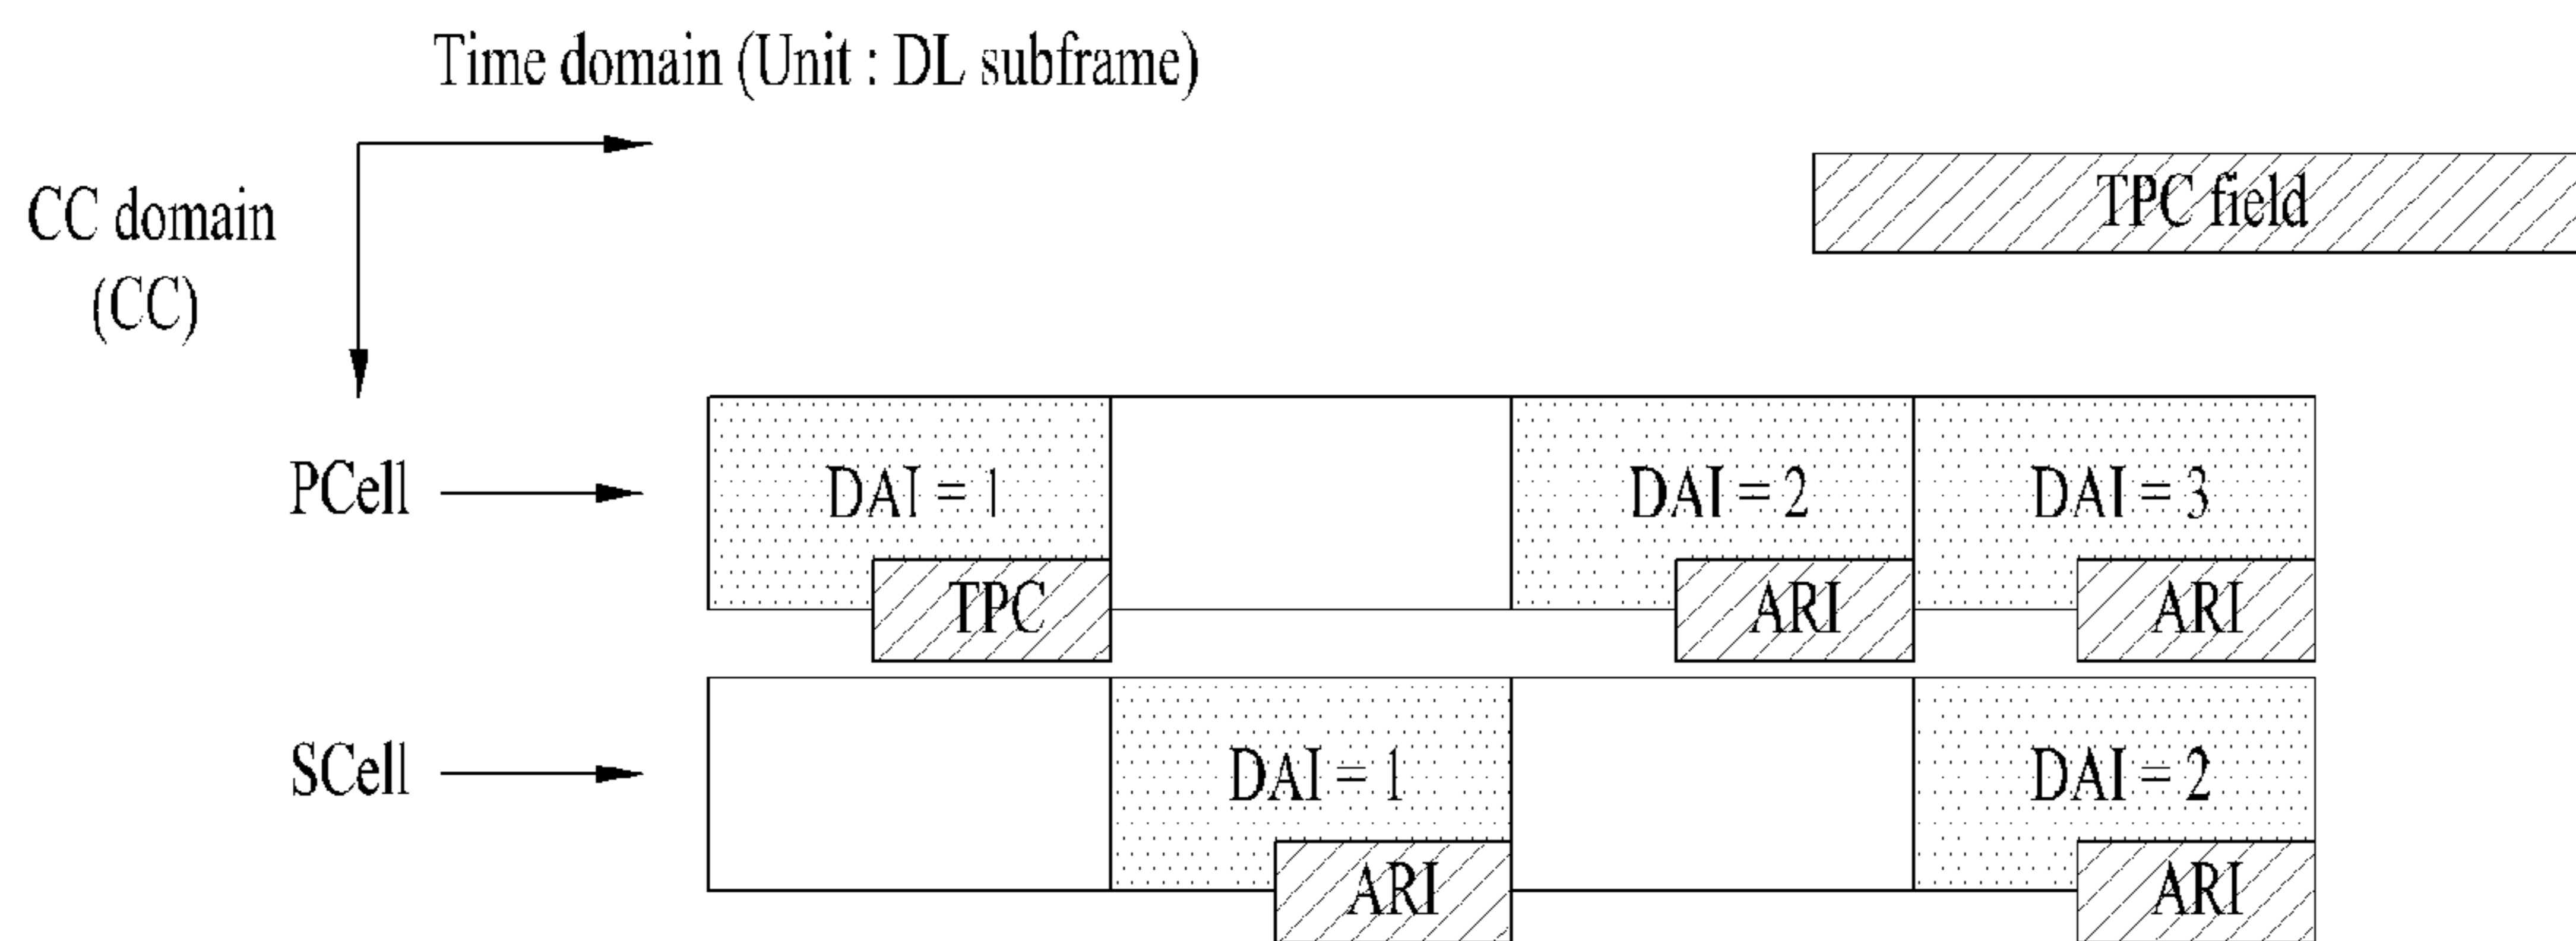 Time domain (Unit : DL subframe)
CC domain
(CC)
TPC field
PCell
DAI = 1
DAI = 2
DAI = 3
TPC
ARI
ARI
SCell
DAI = 1
DAI = 2
ARI
ARI